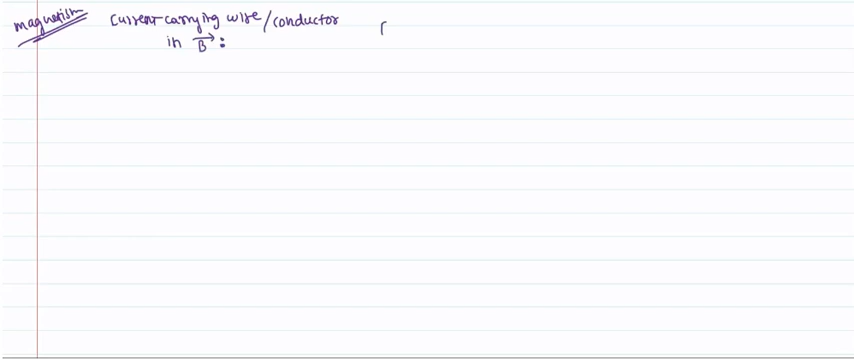 magnetism
Current carrying wire/conductor [
in B⃗ :